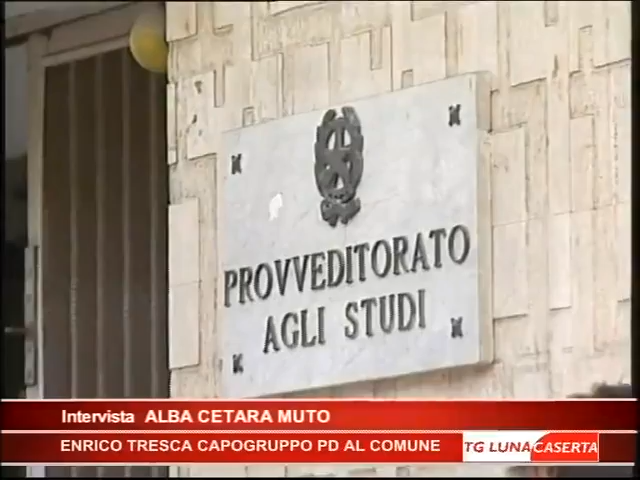 PROVVEDITORATO
AGLI STUDI
Intervista ALBA CETARA MUTO
ENRICO TRESCA CAPOGRUPPO PD AL COMUNE
TG LUNA CASERTA